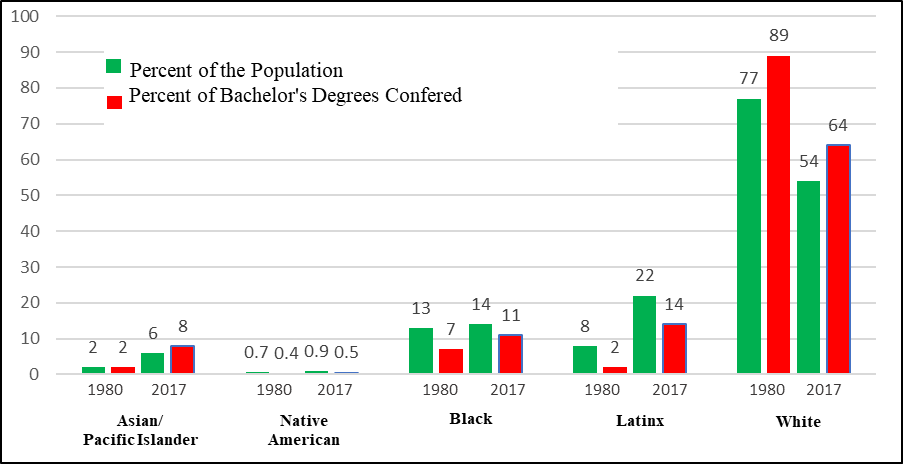 100
90
80
70
60
50
40
30
20
10
0
Percent of the Population
Percent of Bachelor's Degrees Confered
2 2 6 8
0.7 0.4 0.9 0.5
13 7 14 11
8 2 22 14
77 89 54 64
1980 2017 1980 2017 1980 2017 1980 2017 1980 2017
Asian/
Pacific Islander
Native
American
Black
Latinx
White